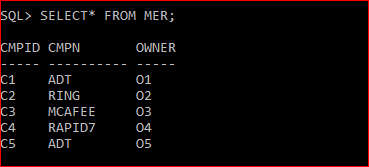 SQL> SELECT* FROM MER;
CMPID CMPN       OWNER
----- ---------- -----
C1    ADT        O1
C2    RING       O2
C3    MCAFEE     O3
C4    RAPID7     O4
C5    ADT        O5